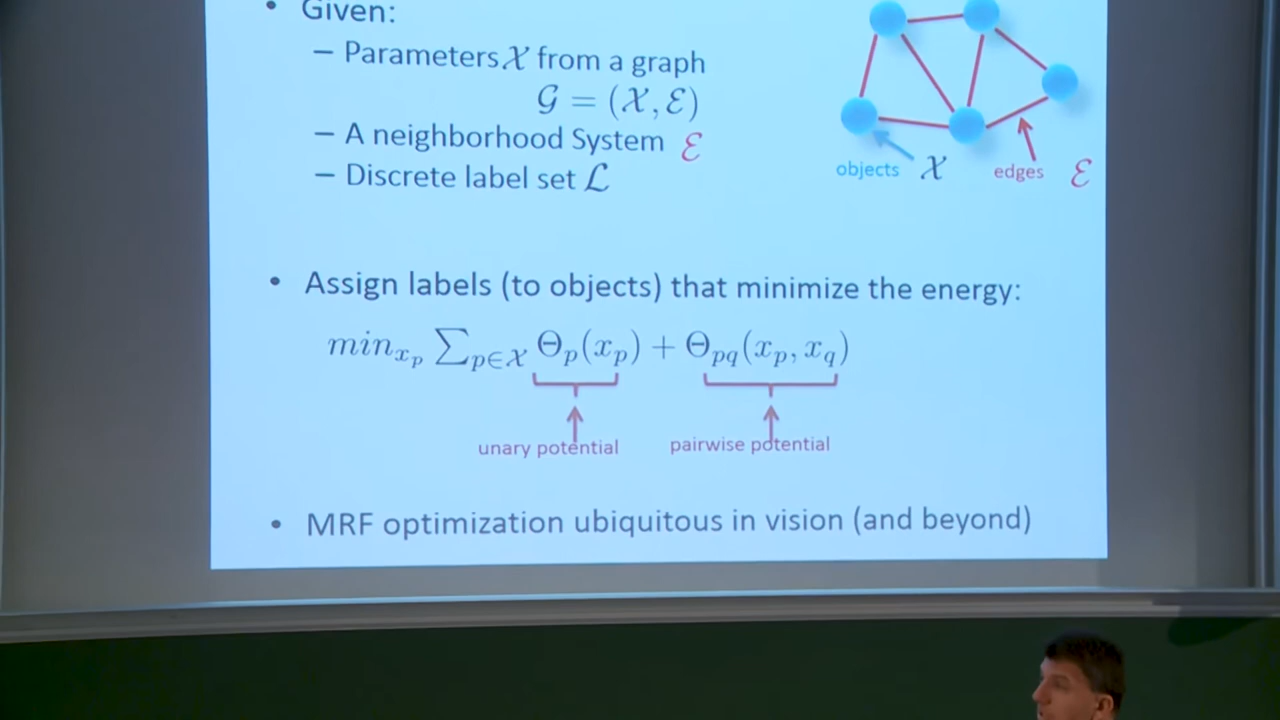 • Given:
– Parameters 𝒳 from a graph
𝒢 = (𝒳, ℰ)
– A neighborhood System ℰ
– Discrete label set ℒ
objects 𝒳
edges ℰ
• Assign labels (to objects) that minimize the energy:
min_{x_p} ∑_{p∈𝒳} Θ_p(x_p) + Θ_{pq}(x_p, x_q)
unary potential
pairwise potential
• MRF optimization ubiquitous in vision (and beyond)